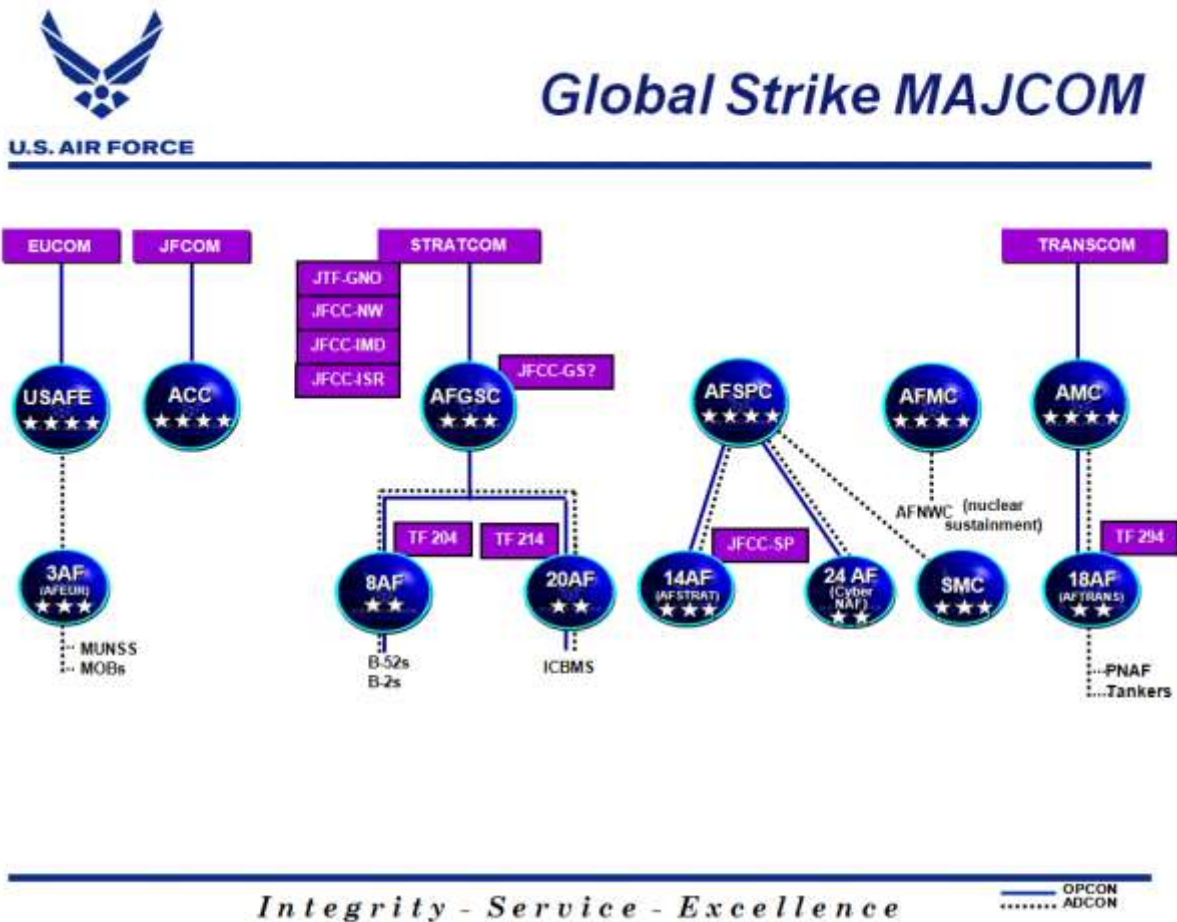 Global Strike MAJCOM
U.S. AIR FORCE
EUCOM
JFCOM
STRATCOM
TRANSCOM
JTF-GNO
JFCC-NW
JFCC-IMD
JFCC-ISR
JFCC-GS?
USAFE
ACC
AFGSC
AFSPC
AFMC
AMC
AFNWC (nuclear
sustainment)
TF 204
TF 214
JFCC-SP
TF 294
3AF
(AFEUR)
8AF
20AF
14AF
(AFSTRAT)
24 AF
(Cyber
NAF)
SMC
18AF
(AFTRANS)
MUNSS
MOBs
B-52s
B-2s
ICBMS
PNAF
Tankers
Integrity - Service - Excellence
OPCON
ADCON